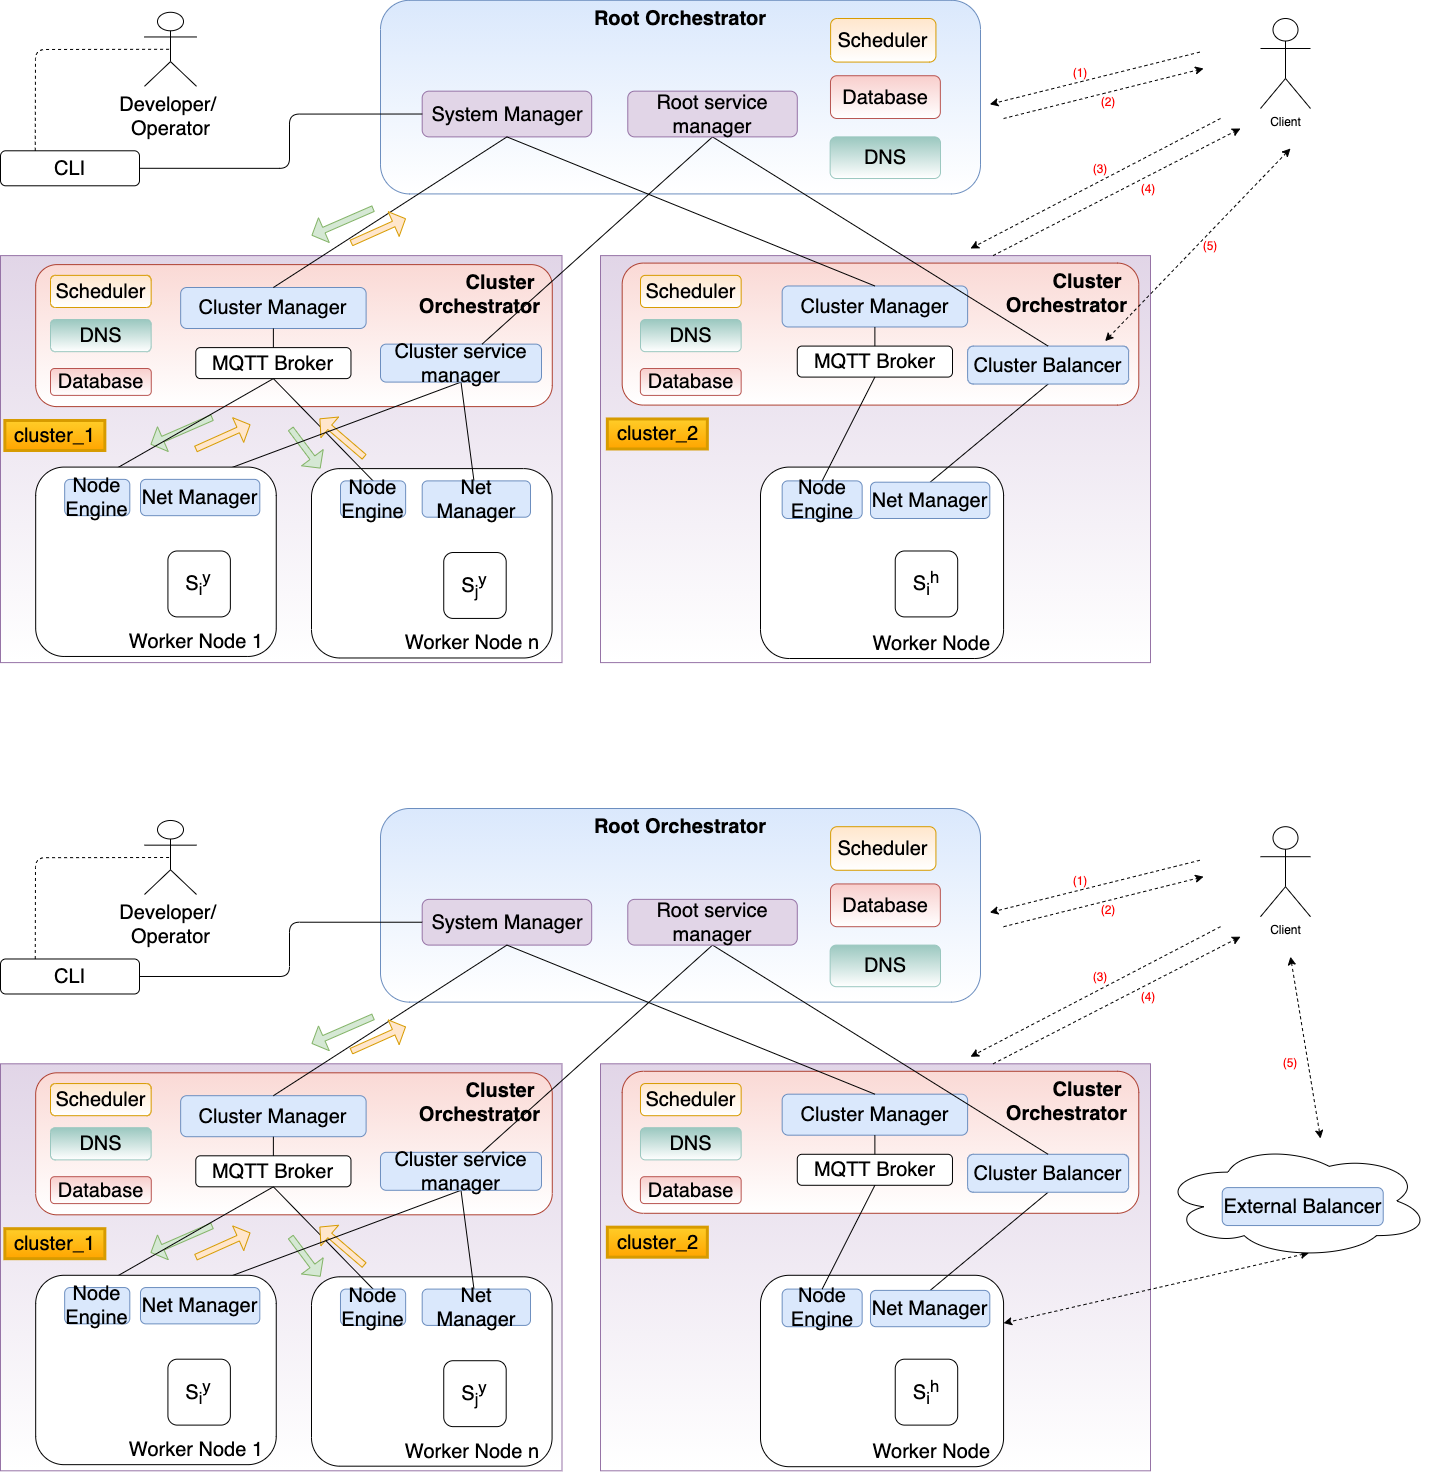 Root Orchestrator
Scheduler
Database
DNS
System Manager
Root service
manager
Developer/
Operator
CLI
Client
(1)
(2)
(3)
(4)
(5)
Cluster
Orchestrator
Scheduler
DNS
Database
Cluster Manager
MQTT Broker
Cluster service
manager
cluster_1
Node
Engine
Net Manager
S_i^y
Worker Node 1
Node
Engine
Net
Manager
S_j^y
Worker Node n
Cluster
Orchestrator
Scheduler
DNS
Database
Cluster Manager
MQTT Broker
Cluster Balancer
cluster_2
Node
Engine
Net Manager
S_i^h
Worker Node
Root Orchestrator
Scheduler
Database
DNS
System Manager
Root service
manager
Developer/
Operator
CLI
Client
(1)
(2)
(3)
(4)
(5)
Cluster
Orchestrator
Scheduler
DNS
Database
Cluster Manager
MQTT Broker
Cluster service
manager
cluster_1
Node
Engine
Net Manager
S_i^y
Worker Node 1
Node
Engine
Net
Manager
S_j^y
Worker Node n
Cluster
Orchestrator
Scheduler
DNS
Database
Cluster Manager
MQTT Broker
Cluster Balancer
cluster_2
Node
Engine
Net Manager
S_i^h
Worker Node
External Balancer